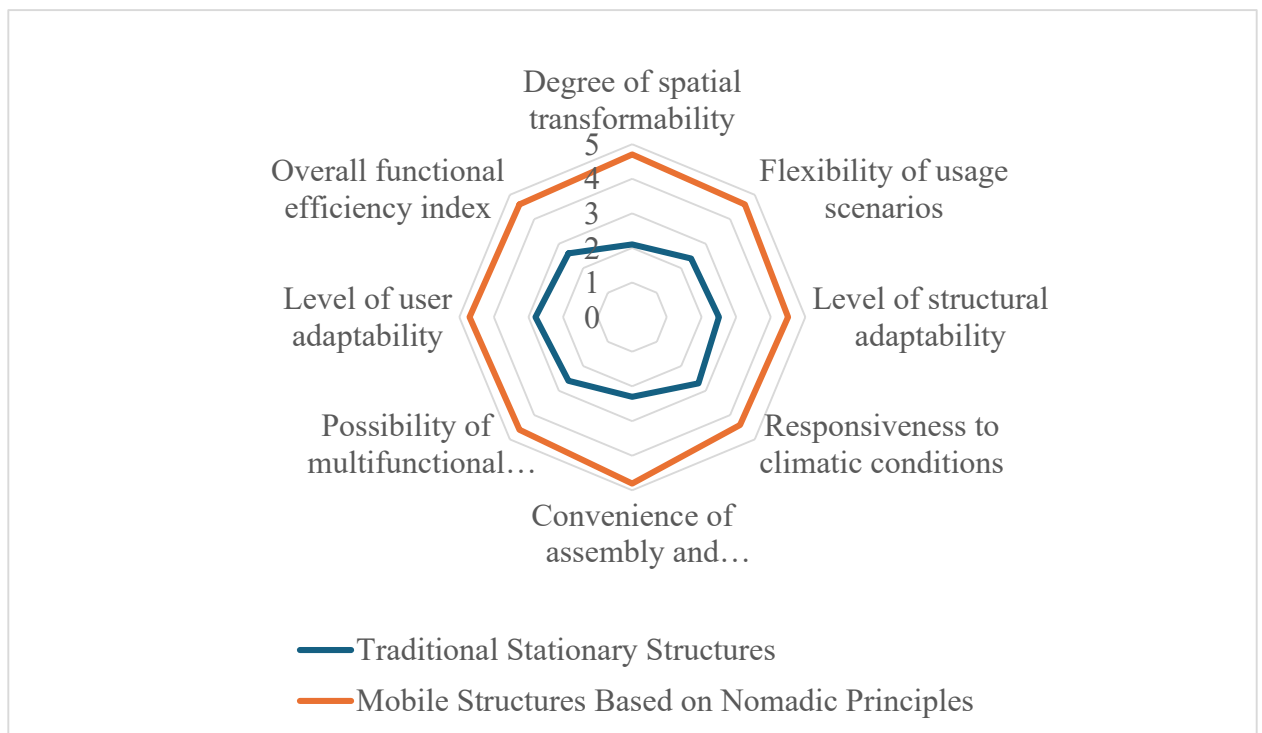 Degree of spatial
transformability
5
4
3
2
1
0
Flexibility of usage
scenarios
Level of structural
adaptability
Responsiveness to
climatic conditions
Convenience of
assembly and…
Possibility of
multifunctional…
Level of user
adaptability
Overall functional
efficiency index
Traditional Stationary Structures
Mobile Structures Based on Nomadic Principles